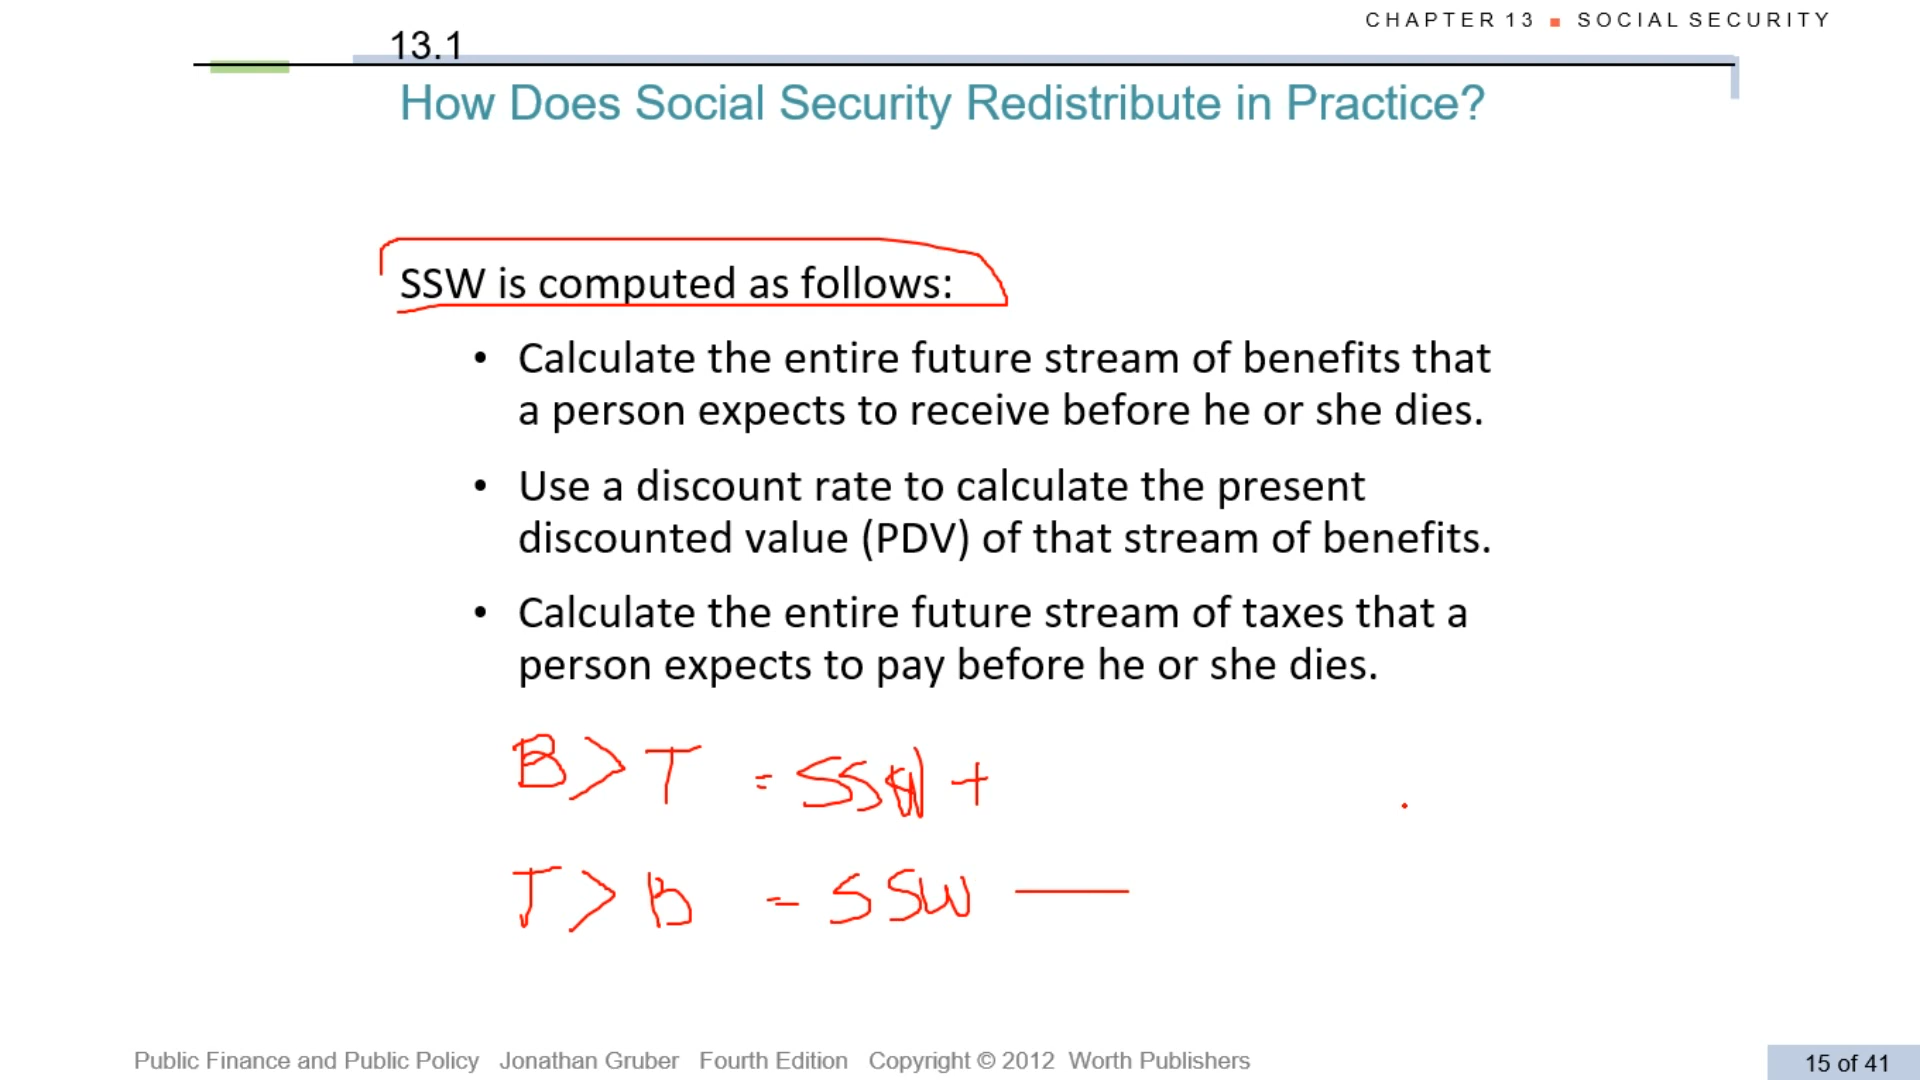 CHAPTER 13 ■ SOCIAL SECURITY
13.1
How Does Social Security Redistribute in Practice?
SSW is computed as follows:
• Calculate the entire future stream of benefits that
a person expects to receive before he or she dies.
• Use a discount rate to calculate the present
discounted value (PDV) of that stream of benefits.
• Calculate the entire future stream of taxes that a
person expects to pay before he or she dies.
B > T = SSW +
T > B = SSW —
Public Finance and Public Policy Jonathan Gruber Fourth Edition Copyright © 2012 Worth Publishers
15 of 41